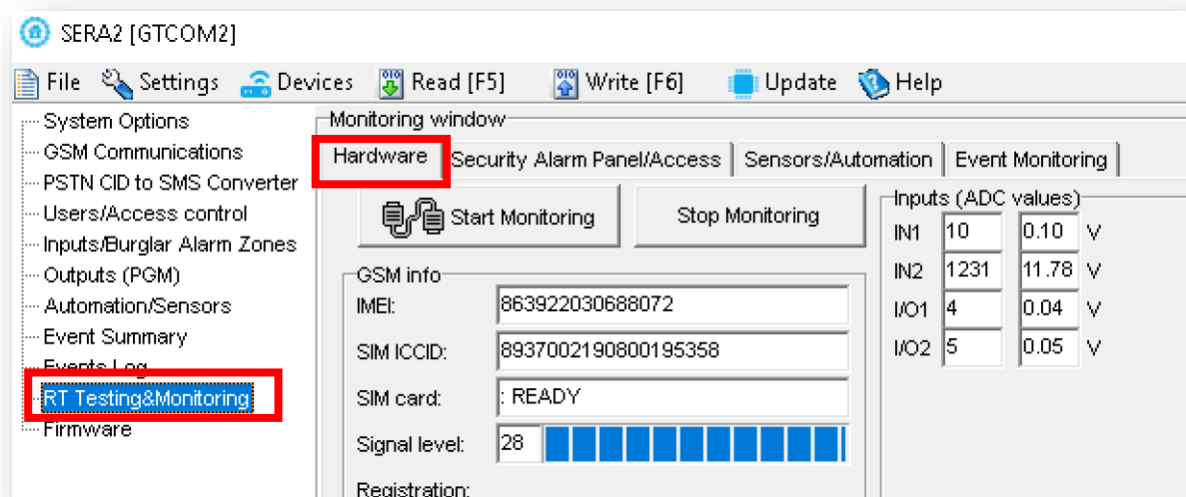 SERA2 [GTCOM2]
File Settings Devices Read [F5] Write [F6] Update Help
System Options
GSM Communications
PSTN CID to SMS Converter
Users/Access control
Inputs/Burglar Alarm Zones
Outputs (PGM)
Automation/Sensors
Event Summary
Events Log
RT Testing&Monitoring
Firmware
Monitoring window
Hardware Security Alarm Panel/Access Sensors/Automation Event Monitoring
Start Monitoring Stop Monitoring
GSM info
IMEI: 863922030688072
SIM ICCID: 8937002190800195358
SIM card: : READY
Signal level: 28
Registration:
Inputs (ADC values)
IN1 10 0.10 V
IN2 1231 11.78 V
I/O1 4 0.04 V
I/O2 5 0.05 V